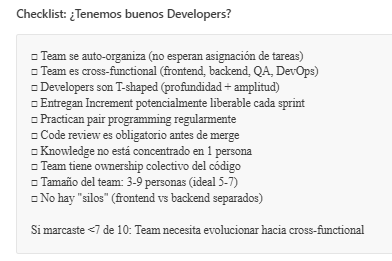 Checklist: ¿Tenemos buenos Developers?
□ Team se auto-organiza (no esperan asignación de tareas)
□ Team es cross-functional (frontend, backend, QA, DevOps)
□ Developers son T-shaped (profundidad + amplitud)
□ Entregan Increment potencialmente liberable cada sprint
□ Practican pair programming regularmente
□ Code review es obligatorio antes de merge
□ Knowledge no está concentrado en 1 persona
□ Team tiene ownership colectivo del código
□ Tamaño del team: 3-9 personas (ideal 5-7)
□ No hay "silos" (frontend vs backend separados)
Si marcaste <7 de 10: Team necesita evolucionar hacia cross-functional